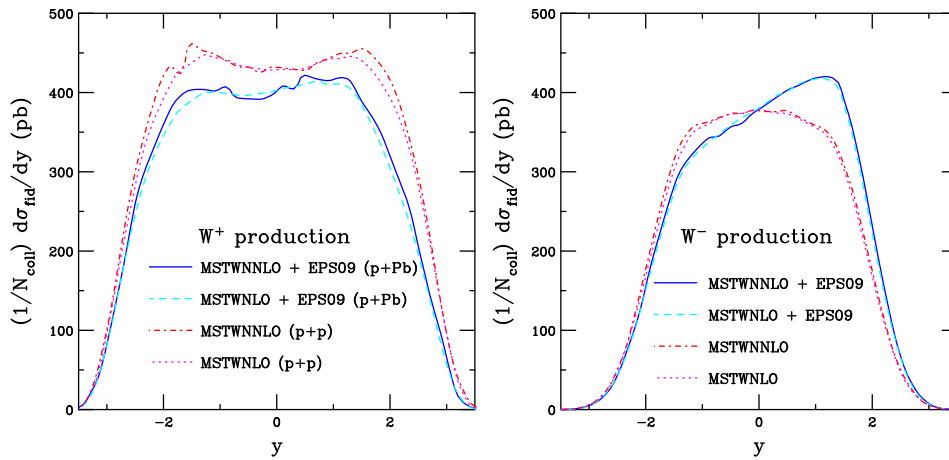 (1/N_coll) dσ_fid/dy (pb)
500
400
300
200
100
0
W⁺ production
MSTWNNLO + EPS09 (p+Pb)
MSTWNLO + EPS09 (p+Pb)
MSTWNNLO (p+p)
MSTWNLO (p+p)
−2
0
2
y
(1/N_coll) dσ_fid/dy (pb)
500
400
300
200
100
0
W⁻ production
MSTWNNLO + EPS09
MSTWNLO + EPS09
MSTWNNLO
MSTWNLO
−2
0
2
y